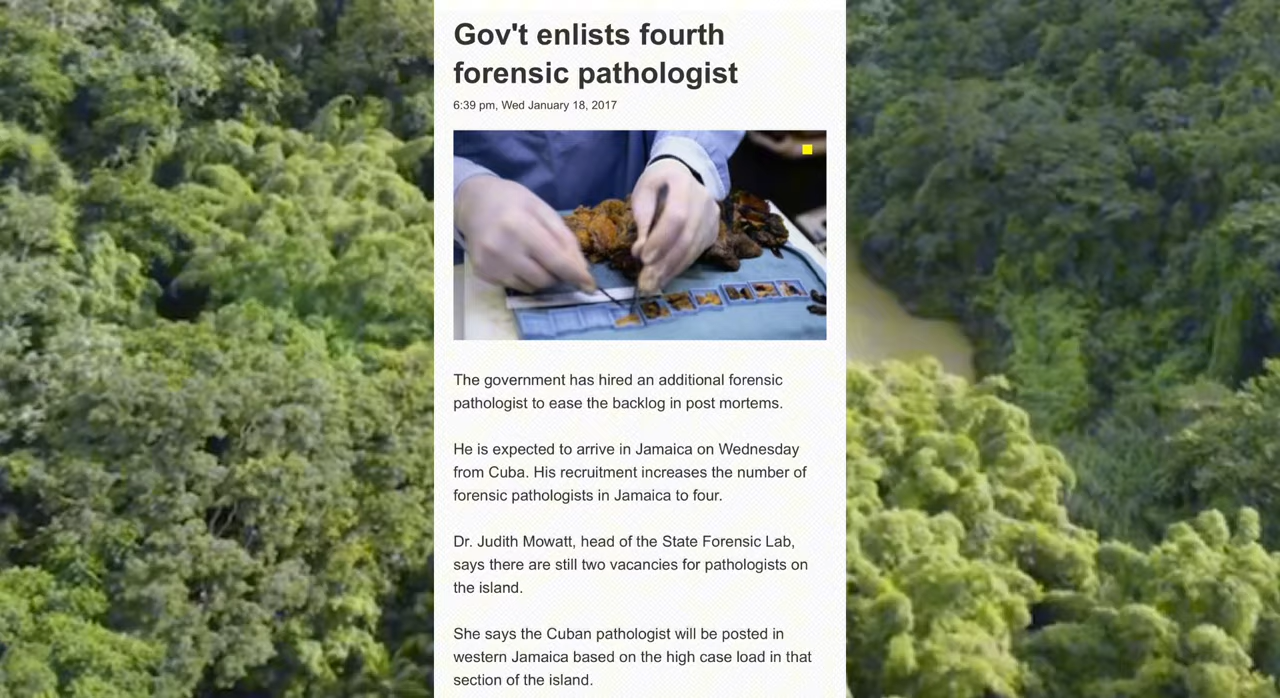 Gov't enlists fourth
forensic pathologist
6:39 pm, Wed January 18, 2017
The government has hired an additional forensic
pathologist to ease the backlog in post mortems.
He is expected to arrive in Jamaica on Wednesday
from Cuba. His recruitment increases the number of
forensic pathologists in Jamaica to four.
Dr. Judith Mowatt, head of the State Forensic Lab,
says there are still two vacancies for pathologists on
the island.
She says the Cuban pathologist will be posted in
western Jamaica based on the high case load in that
section of the island.